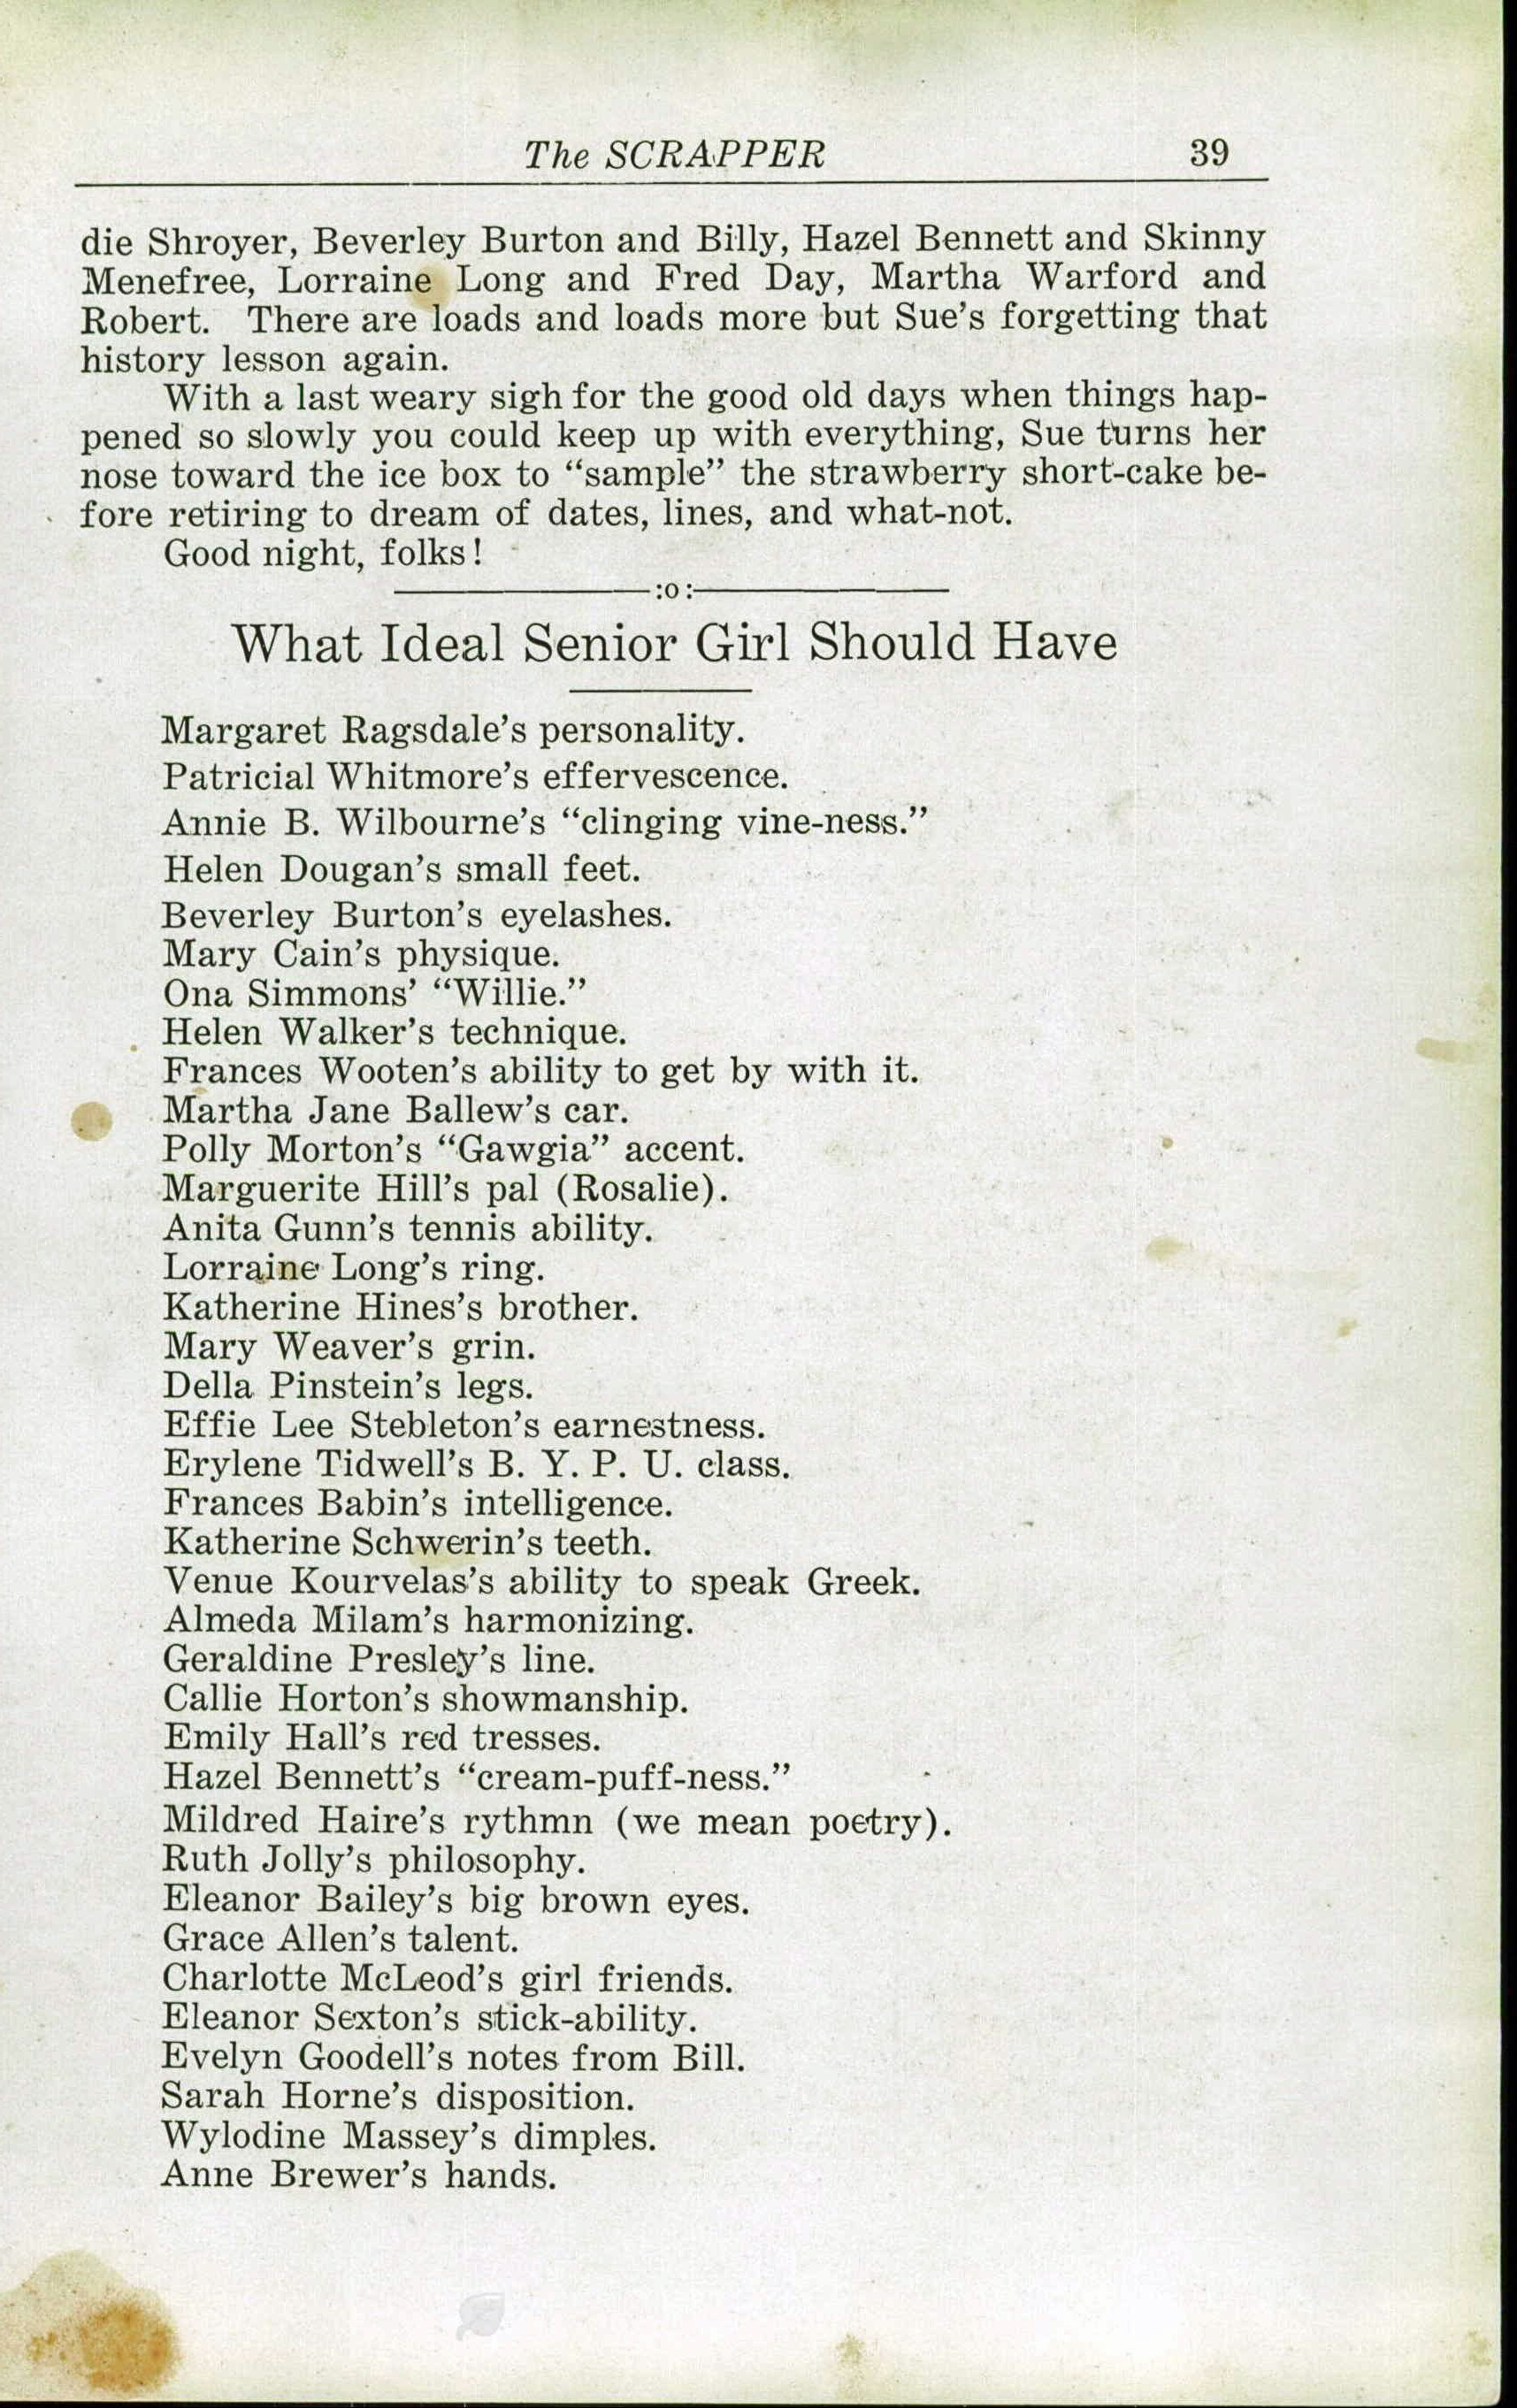 The SCRAPPER 39
die Shroyer, Beverley Burton and Billy, Hazel Bennett and Skinny
Menefree, Lorraine Long and Fred Day, Martha Warford and
Robert. There are loads and loads more but Sue's forgetting that
history lesson again.
With a last weary sigh for the good old days when things hap-
pened so slowly you could keep up with everything, Sue turns her
nose toward the ice box to “sample” the strawberry short-cake be-
fore retiring to dream of dates, lines, and what-not.
Good night, folks!
:o:
What Ideal Senior Girl Should Have
Margaret Ragsdale's personality.
Patricial Whitmore's effervescence.
Annie B. Wilbourne's “clinging vine-ness.”
Helen Dougan's small feet.
Beverley Burton's eyelashes.
Mary Cain's physique.
Ona Simmons' “Willie.”
Helen Walker's technique.
Frances Wooten's ability to get by with it.
Martha Jane Ballew's car.
Polly Morton's “Gawgia” accent.
Marguerite Hill's pal (Rosalie).
Anita Gunn's tennis ability.
Lorraine Long's ring.
Katherine Hines's brother.
Mary Weaver's grin.
Della Pinstein's legs.
Effie Lee Stebleton's earnestness.
Erylene Tidwell's B. Y. P. U. class.
Frances Babin's intelligence.
Katherine Schwerin's teeth.
Venue Kourvelas's ability to speak Greek.
Almeda Milam's harmonizing.
Geraldine Presley's line.
Callie Horton's showmanship.
Emily Hall's red tresses.
Hazel Bennett's “cream-puff-ness.”
Mildred Haire's rythmn (we mean poetry).
Ruth Jolly's philosophy.
Eleanor Bailey's big brown eyes.
Grace Allen's talent.
Charlotte McLeod's girl friends.
Eleanor Sexton's stick-ability.
Evelyn Goodell's notes from Bill.
Sarah Horne's disposition.
Wylodine Massey's dimples.
Anne Brewer's hands.